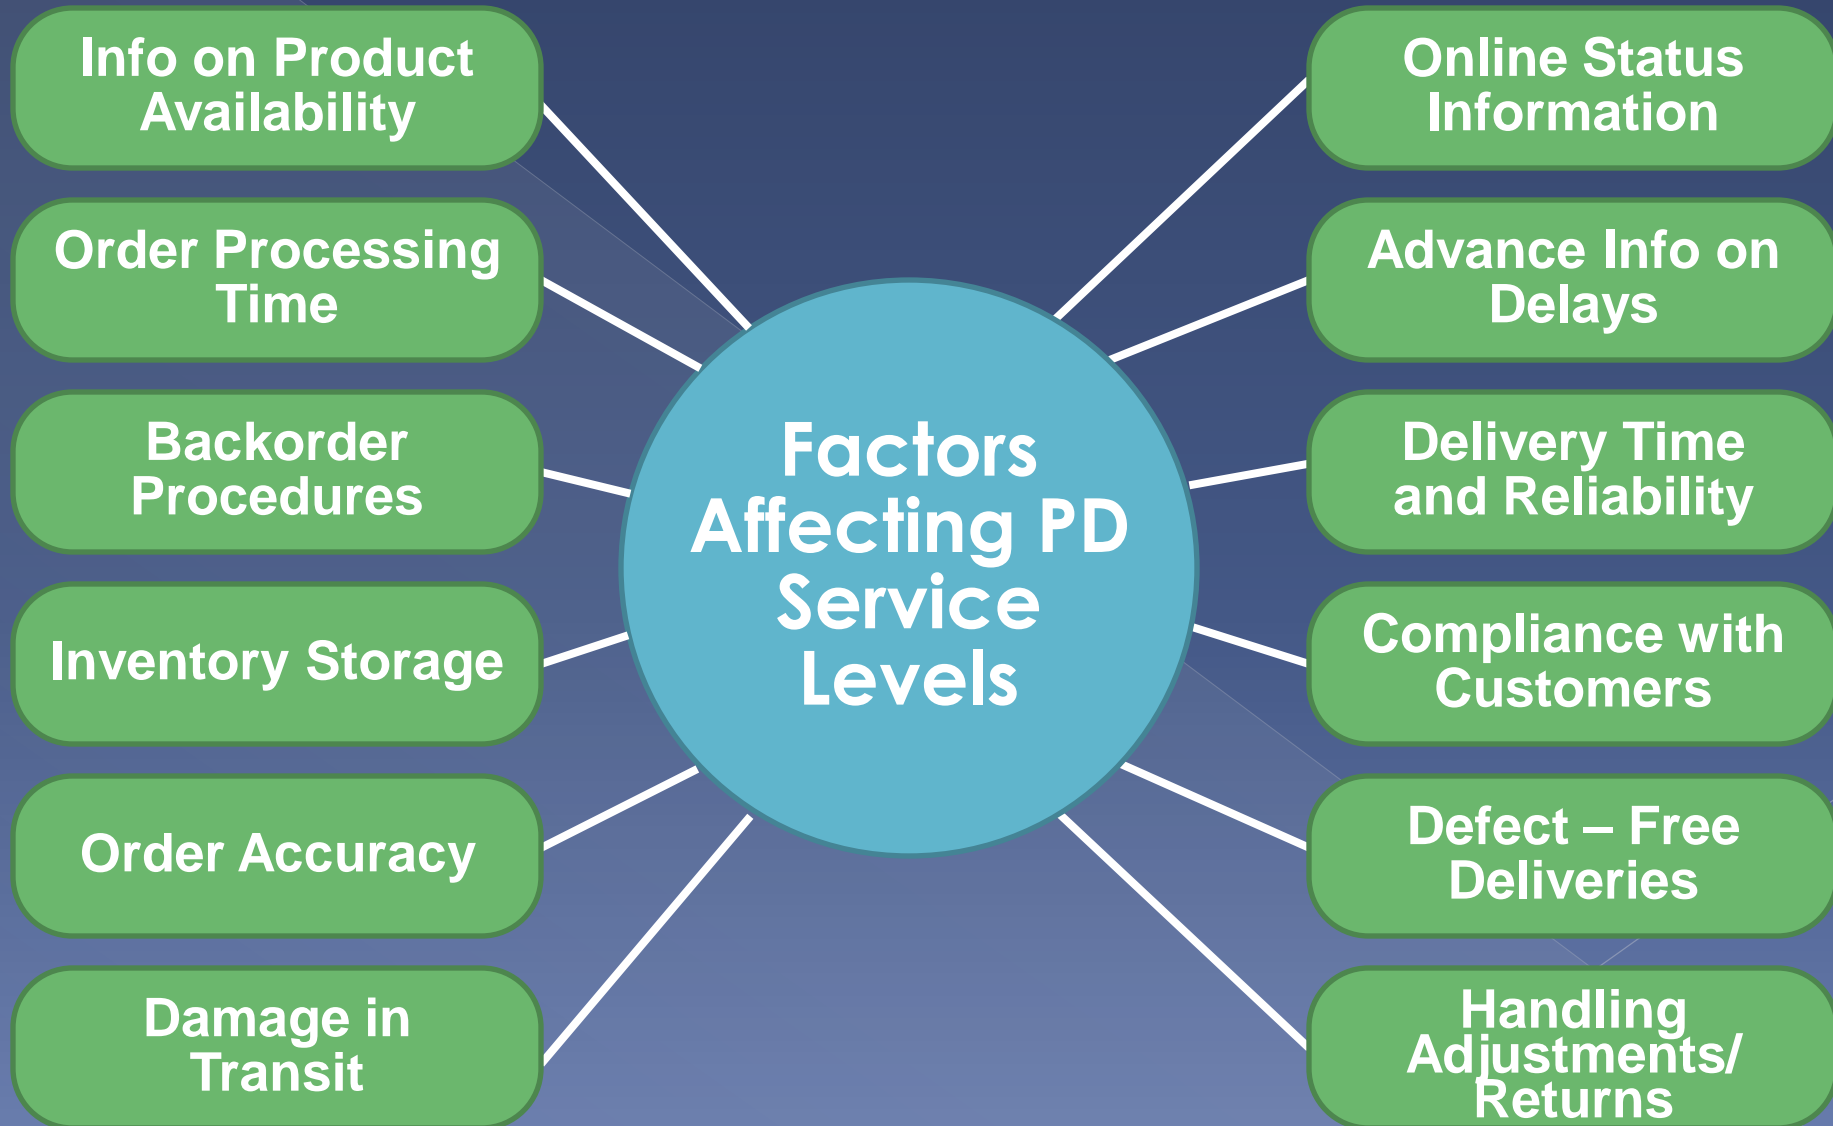 Info on Product
Availability
Order Processing
Time
Backorder
Procedures
Inventory Storage
Order Accuracy
Damage in
Transit
Factors
Affecting PD
Service
Levels
Online Status
Information
Advance Info on
Delays
Delivery Time
and Reliability
Compliance with
Customers
Defect – Free
Deliveries
Handling
Adjustments/
Returns